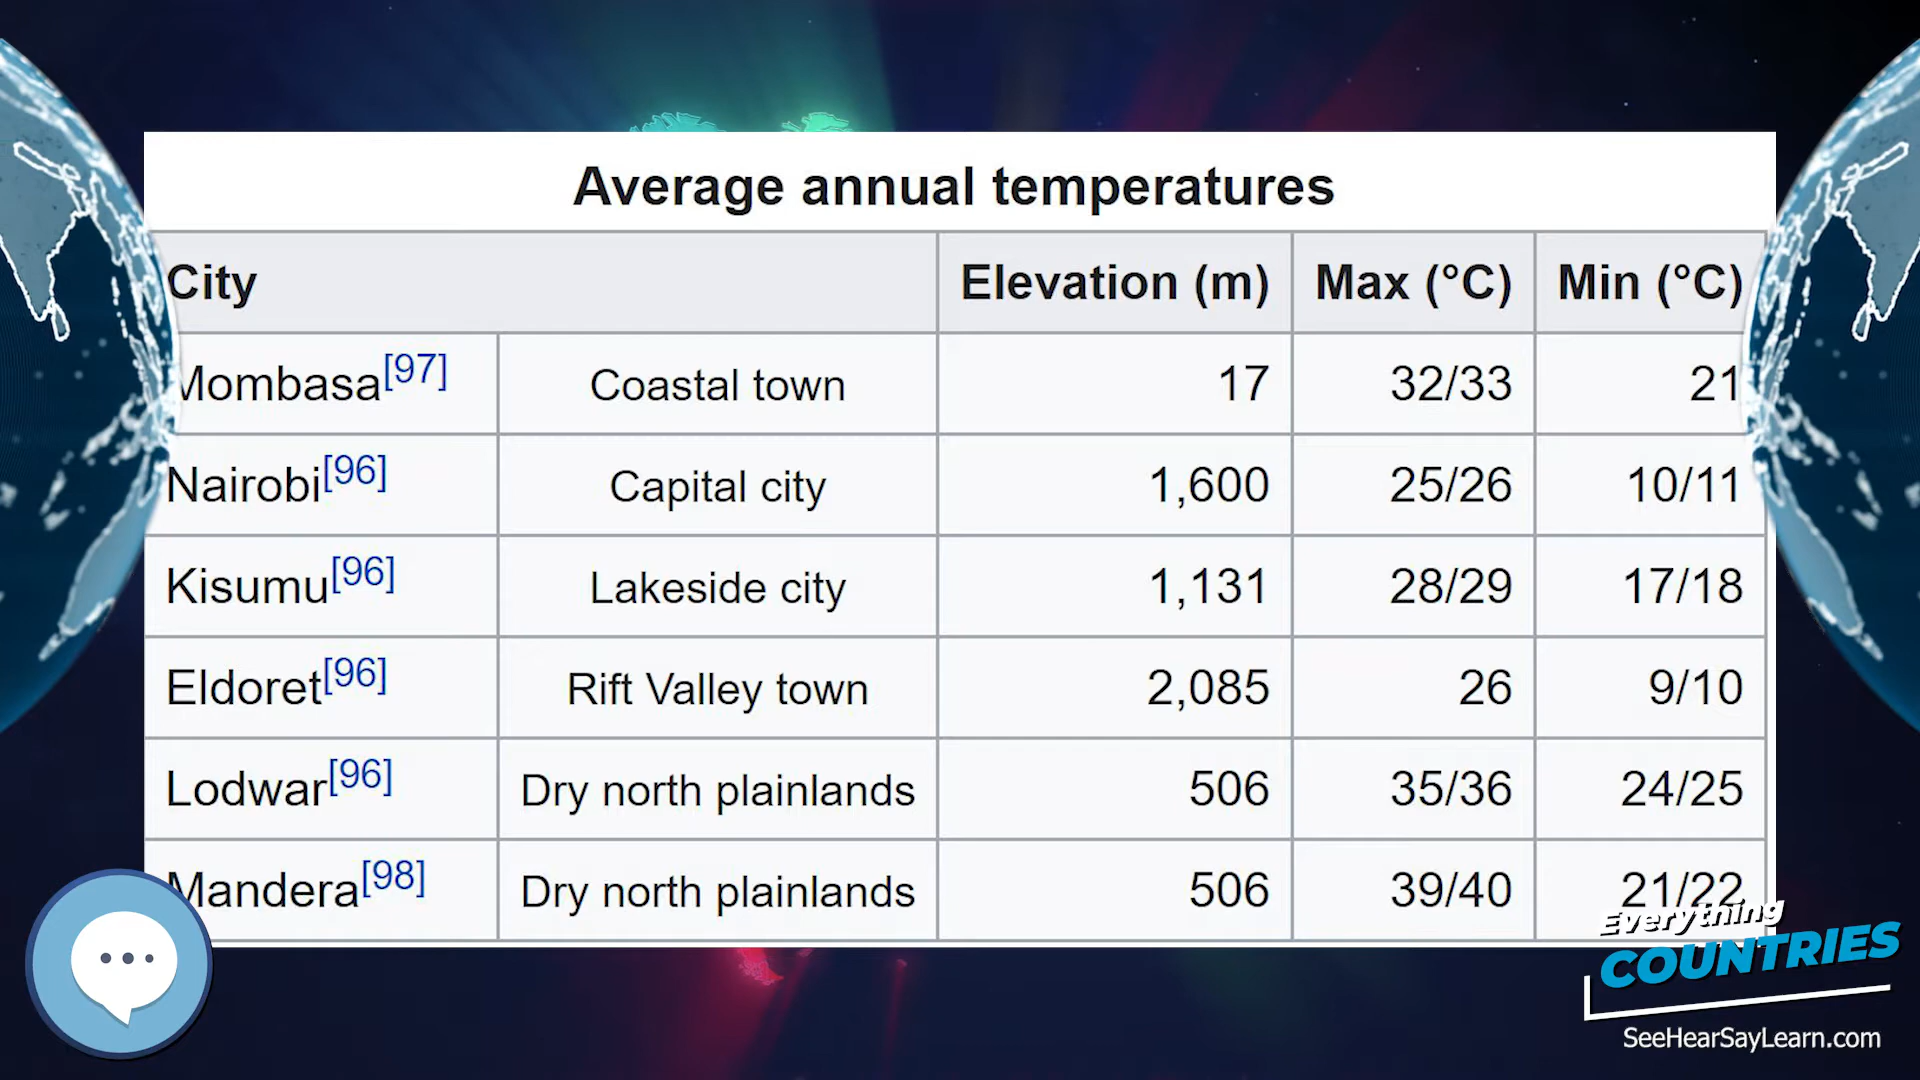 Average annual temperatures
City Elevation (m) Max (°C) Min (°C)
Mombasa[97] Coastal town 17 32/33 21
Nairobi[96] Capital city 1,600 25/26 10/11
Kisumu[96] Lakeside city 1,131 28/29 17/18
Eldoret[96] Rift Valley town 2,085 26 9/10
Lodwar[96] Dry north plainlands 506 35/36 24/25
Mandera[98] Dry north plainlands 506 39/40 21/22
Everything
COUNTRIES
SeeHearSayLearn.com